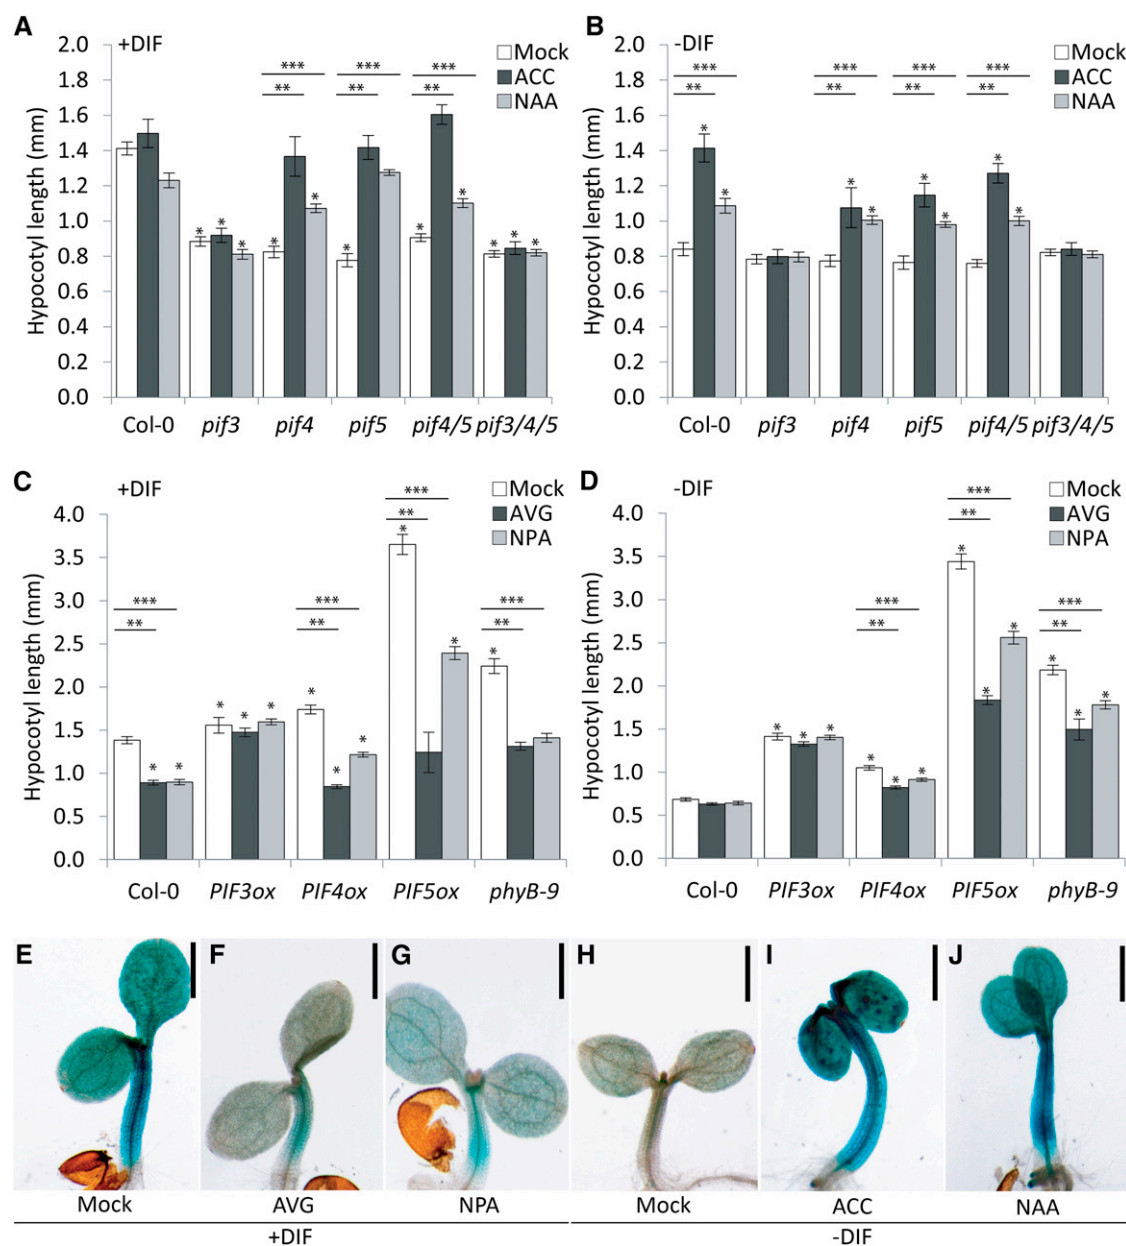 A
+DIF
Mock
ACC
NAA
Hypocotyl length (mm)
2.0
1.8
1.6
1.4
1.2
1.0
0.8
0.6
0.4
0.2
0.0
*** *** ***
** ** **
* * * * * * * * * * *
Col-0 pif3 pif4 pif5 pif4/5 pif3/4/5
B
-DIF
Mock
ACC
NAA
Hypocotyl length (mm)
2.0
1.8
1.6
1.4
1.2
1.0
0.8
0.6
0.4
0.2
0.0
*** *** *** ***
** ** ** **
* * * * * * * *
Col-0 pif3 pif4 pif5 pif4/5 pif3/4/5
C
+DIF
Mock
AVG
NPA
Hypocotyl length (mm)
4.0
3.5
3.0
2.5
2.0
1.5
1.0
0.5
0.0
*** *** *** ***
** ** ** **
* * * * * * * * * * *
Col-0 PIF3ox PIF4ox PIF5ox phyB-9
D
-DIF
Mock
AVG
NPA
Hypocotyl length (mm)
4.0
3.5
3.0
2.5
2.0
1.5
1.0
0.5
0.0
*** *** ***
** ** **
* * * * * * * * * * * *
Col-0 PIF3ox PIF4ox PIF5ox phyB-9
E F G H I J
Mock AVG NPA Mock ACC NAA
+DIF -DIF